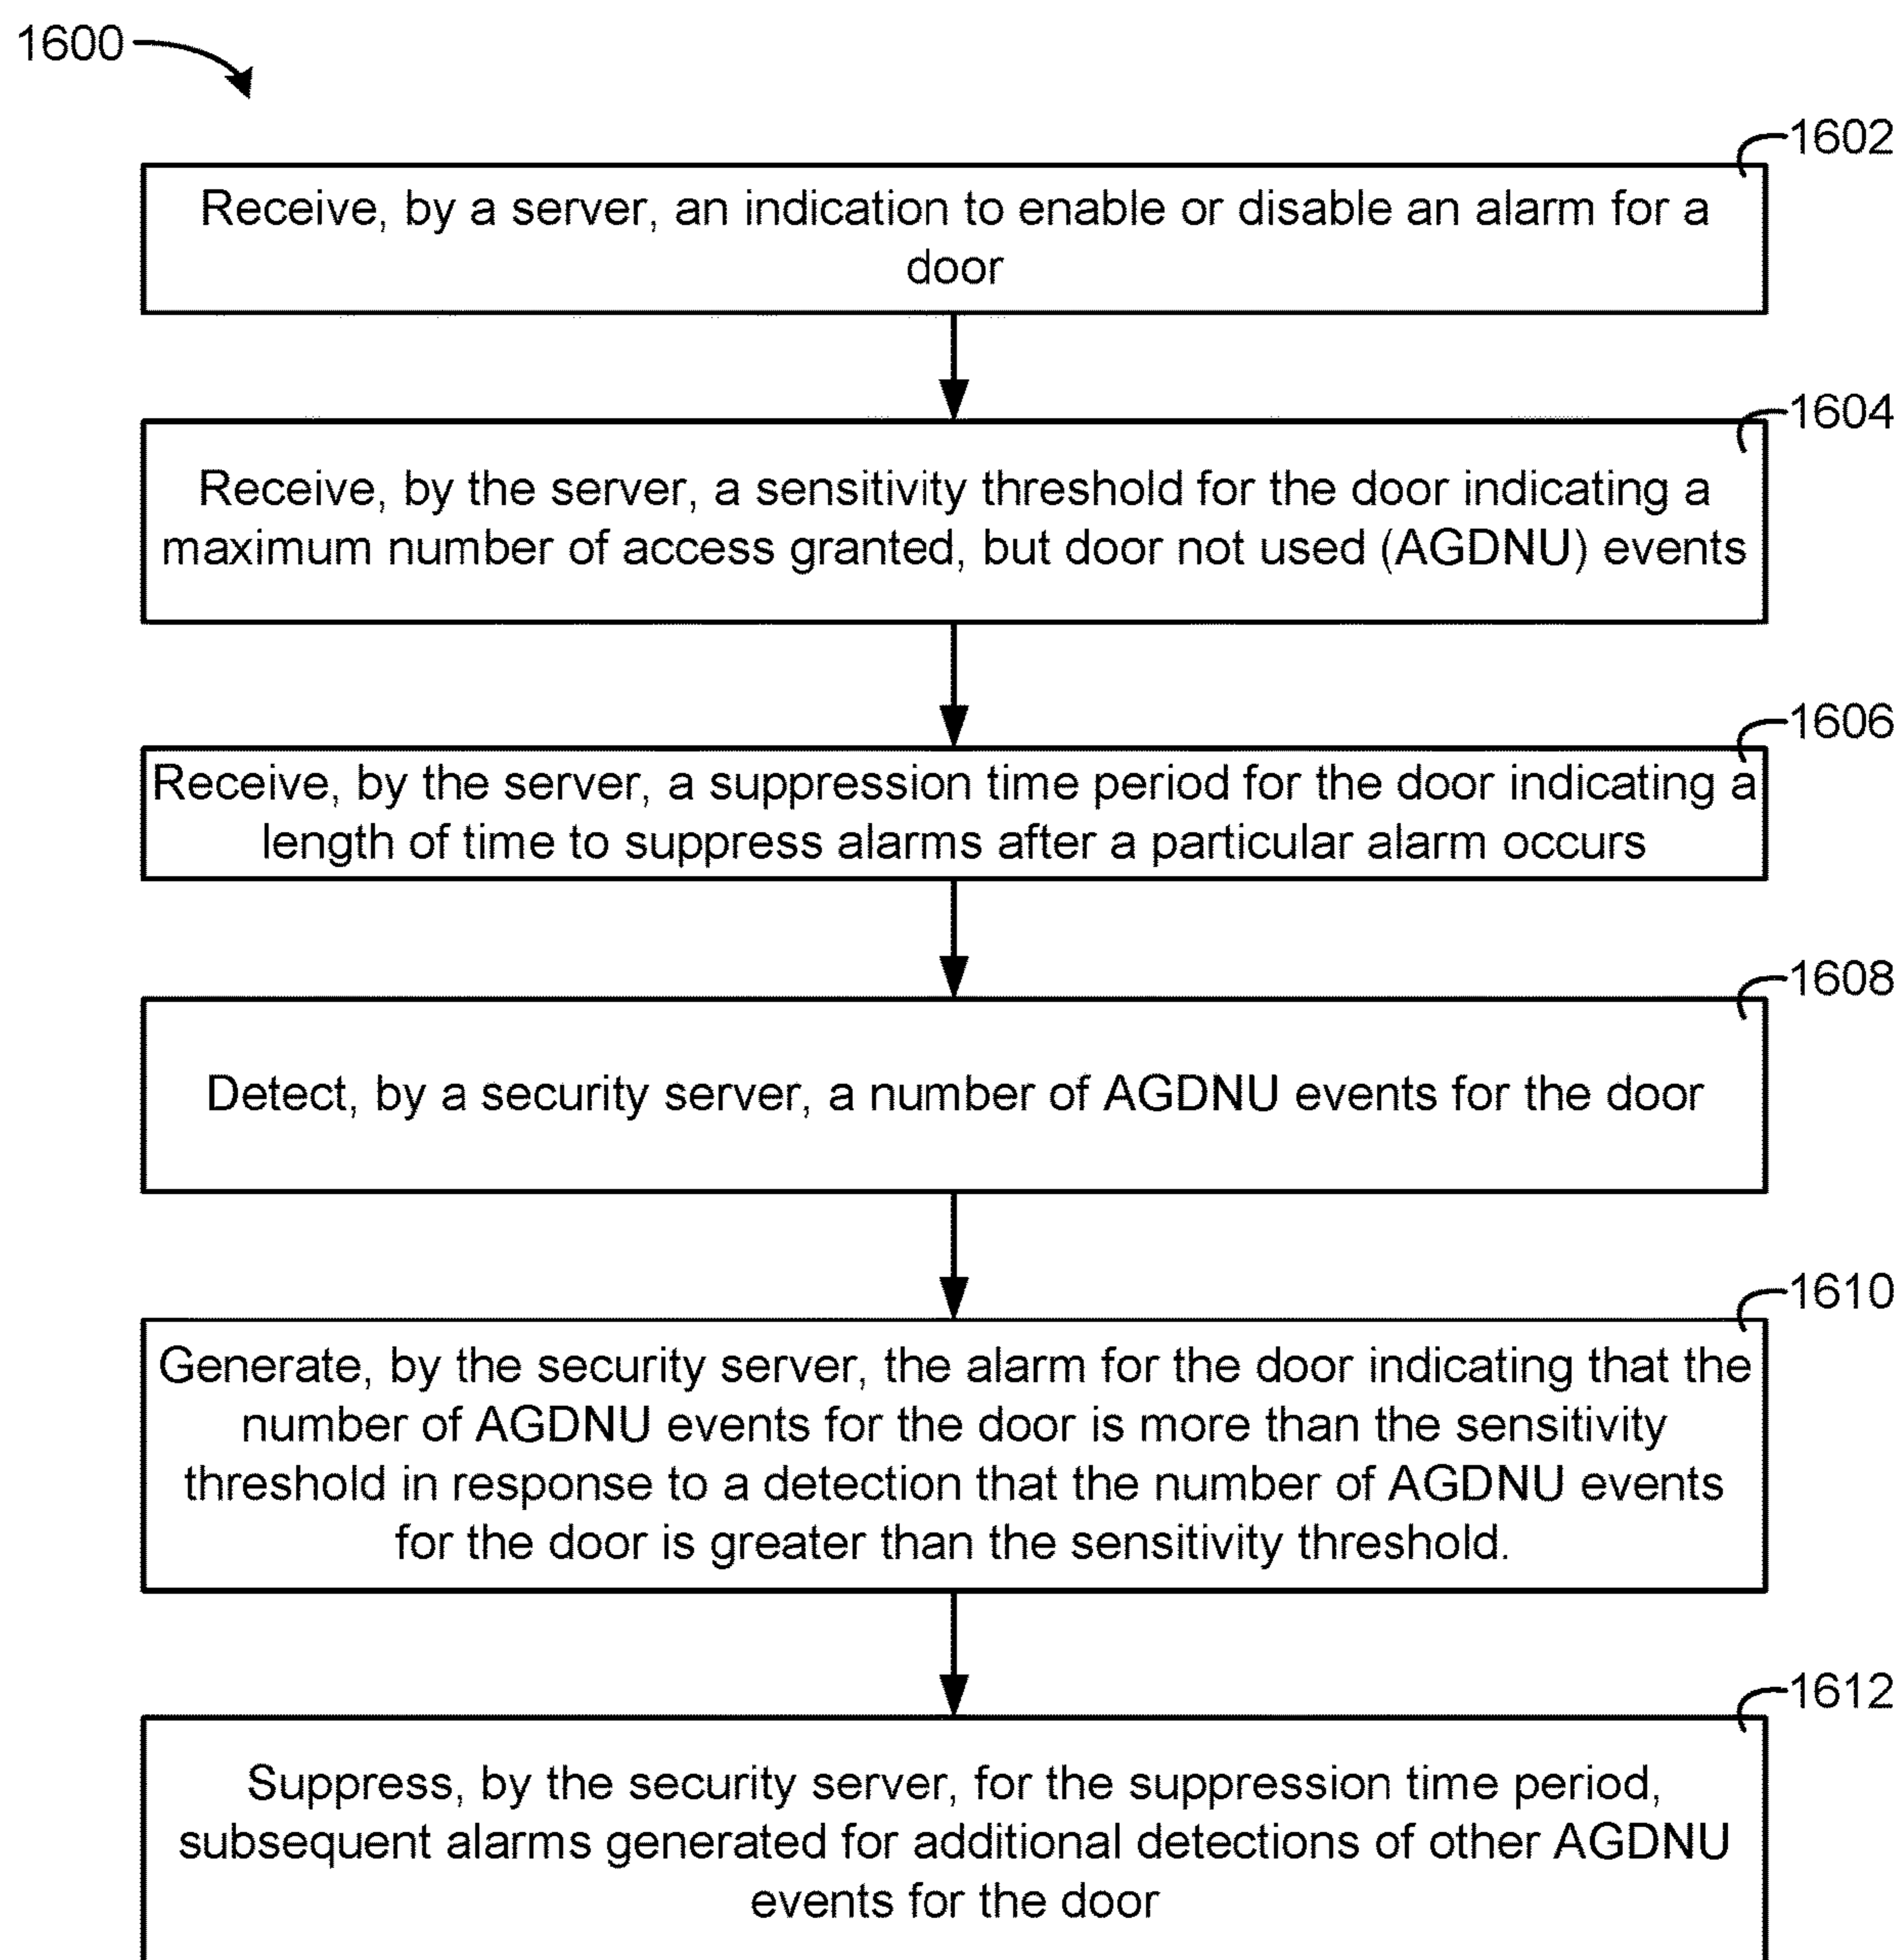 1600
1602
Receive, by a server, an indication to enable or disable an alarm for a
door
1604
Receive, by the server, a sensitivity threshold for the door indicating a
maximum number of access granted, but door not used (AGDNU) events
1606
Receive, by the server, a suppression time period for the door indicating a
length of time to suppress alarms after a particular alarm occurs
1608
Detect, by a security server, a number of AGDNU events for the door
1610
Generate, by the security server, the alarm for the door indicating that the
number of AGDNU events for the door is more than the sensitivity
threshold in response to a detection that the number of AGDNU events
for the door is greater than the sensitivity threshold.
1612
Suppress, by the security server, for the suppression time period,
subsequent alarms generated for additional detections of other AGDNU
events for the door